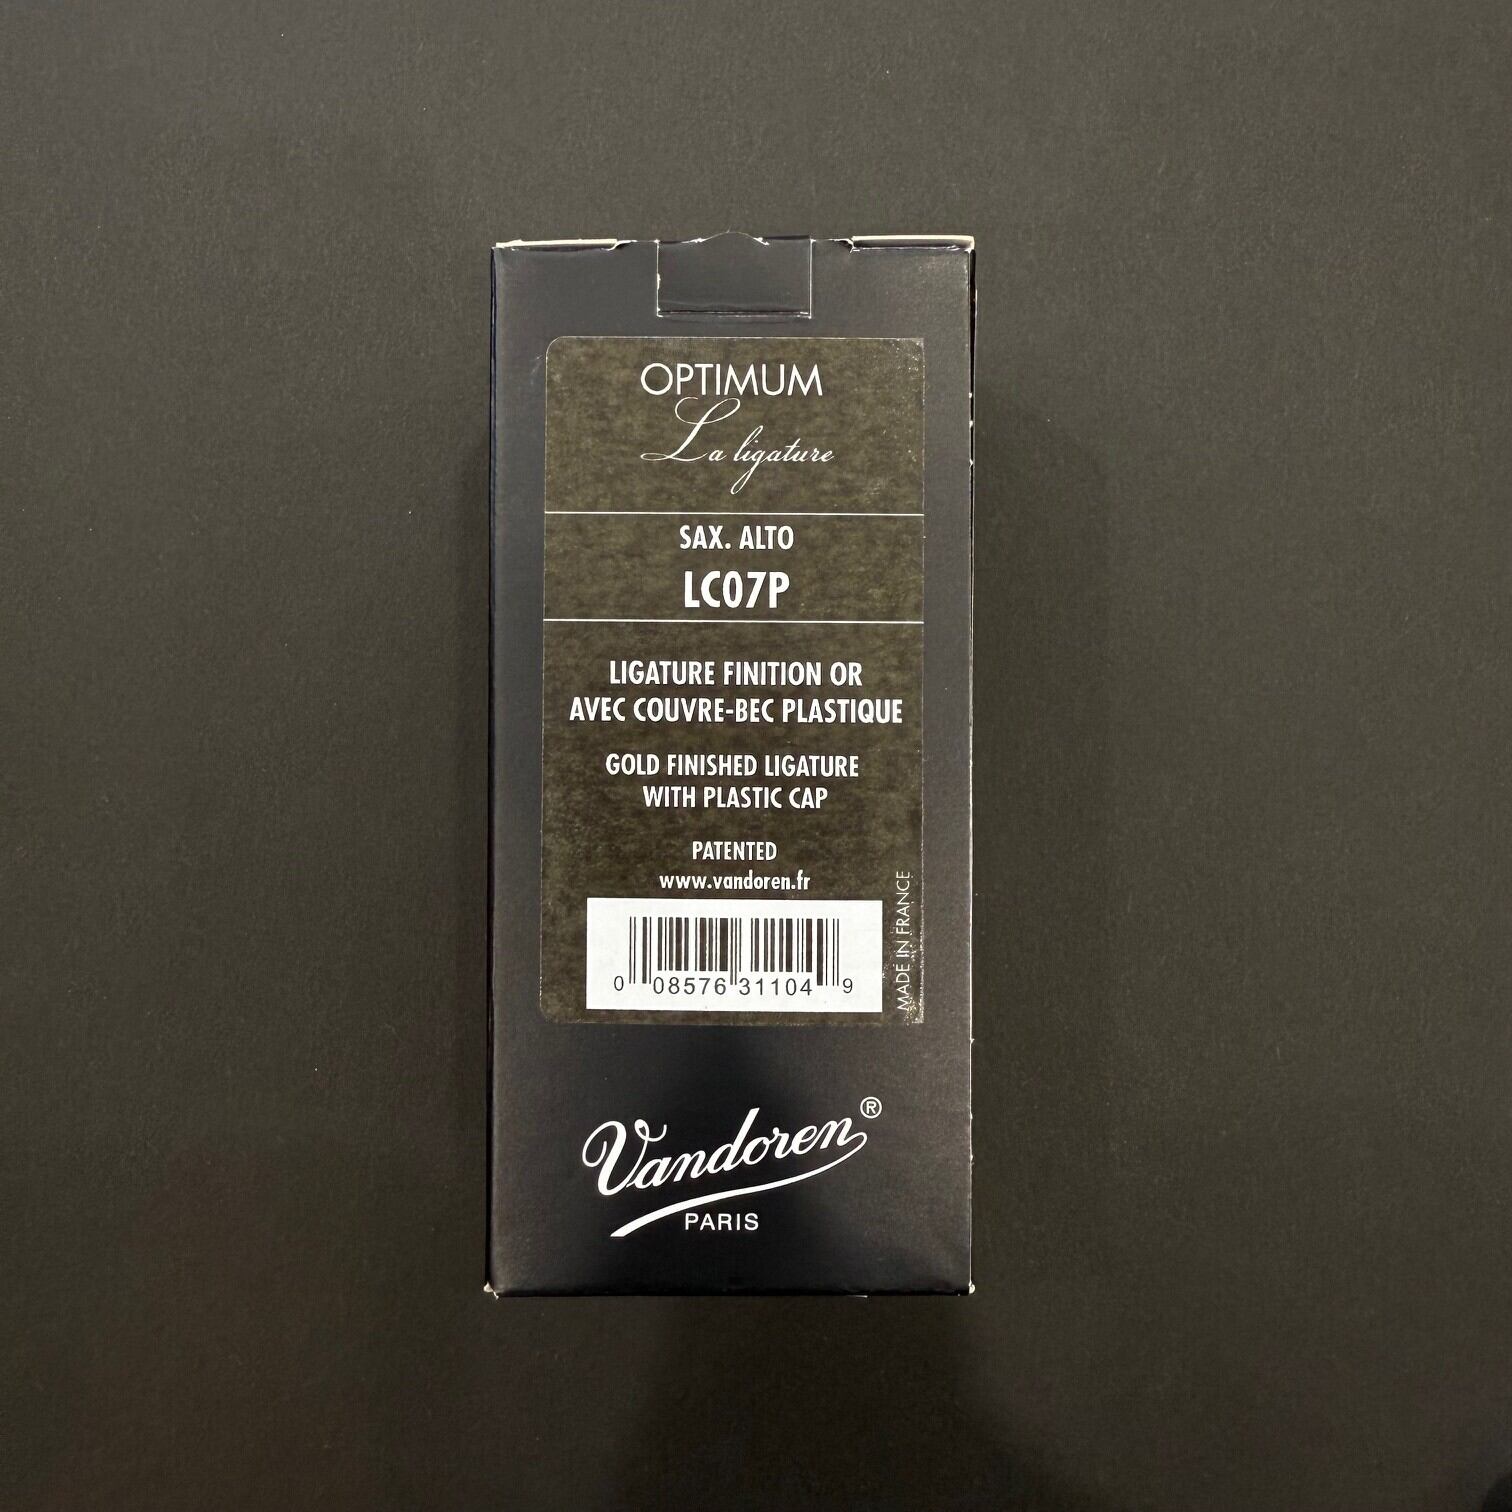 OPTIMUM
La ligature
SAX. ALTO
LC07P
LIGATURE FINITION OR
AVEC COUVRE-BEC PLASTIQUE
GOLD FINISHED LIGATURE
WITH PLASTIC CAP
PATENTED
www.vandoren.fr
MADE IN FRANCE
0 08576 31104 9
Vandoren®
PARIS